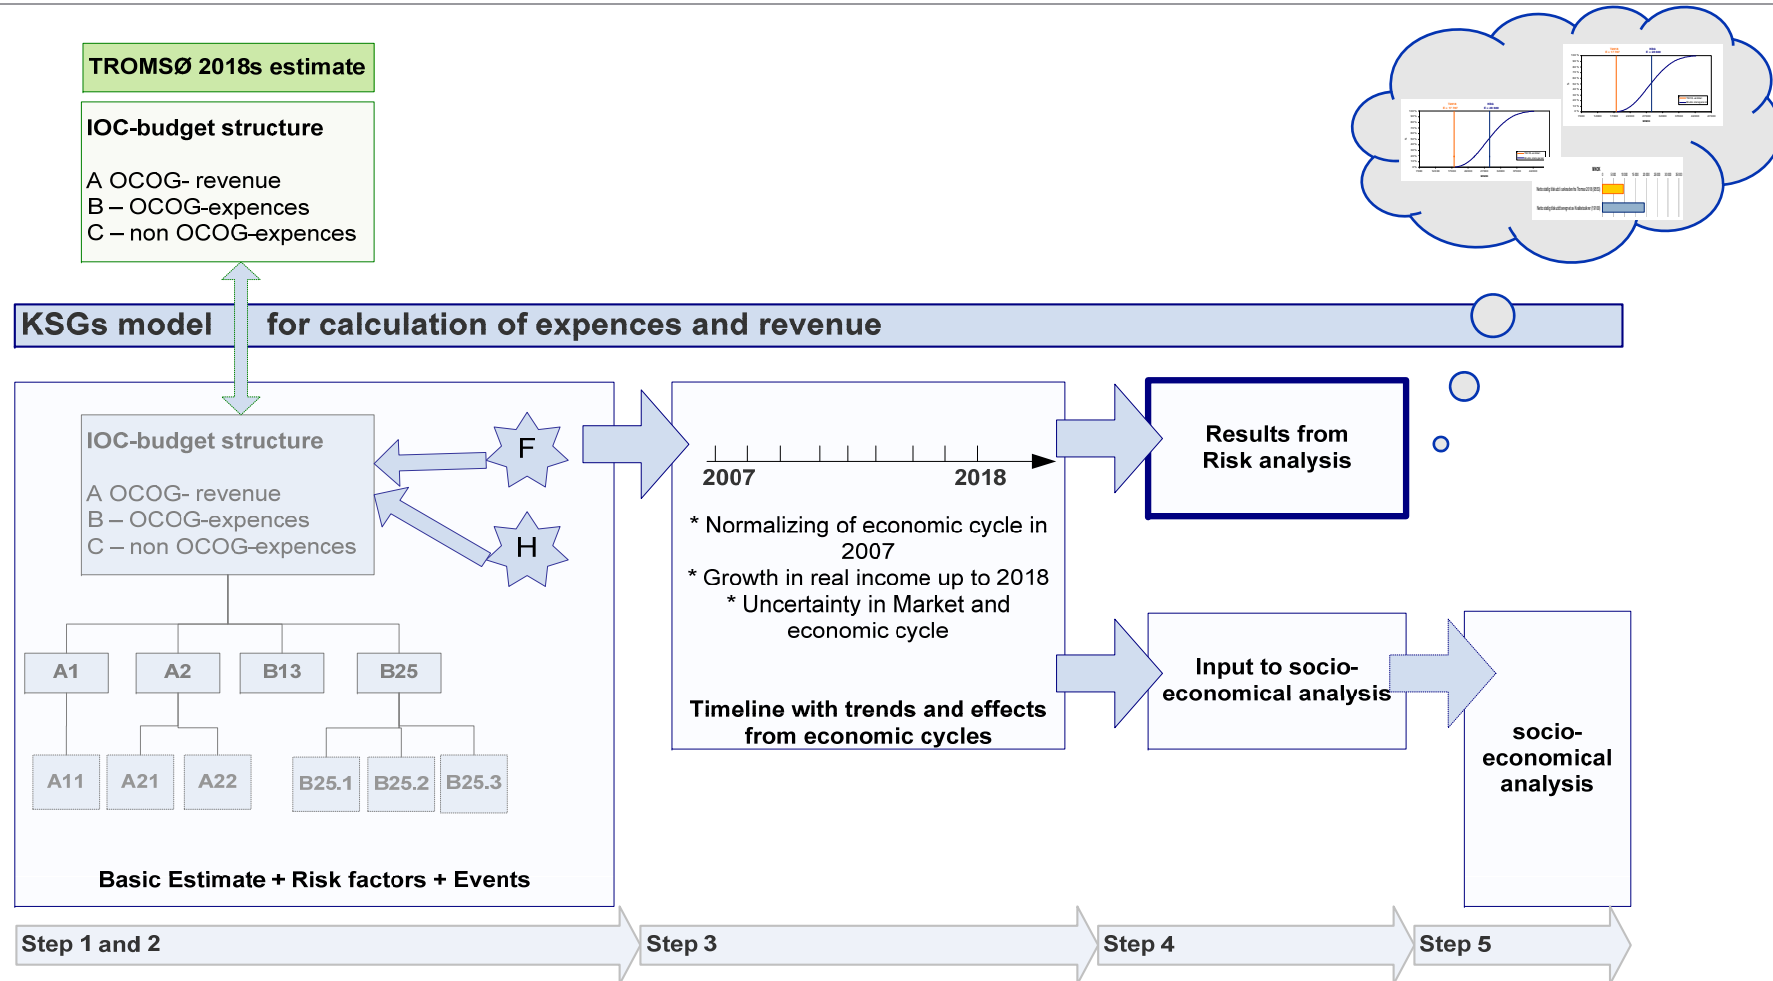 TROMSØ 2018s estimate
IOC-budget structure
A OCOG- revenue
B – OCOG-expences
C – non OCOG-expences
KSGs model for calculation of expences and revenue
IOC-budget structure
A OCOG- revenue
B – OCOG-expences
C – non OCOG-expences
F
H
A1
A2
B13
B25
A11
A21
A22
B25.1
B25.2
B25.3
Basic Estimate + Risk factors + Events
2007
2018
* Normalizing of economic cycle in
2007
* Growth in real income up to 2018
* Uncertainty in Market and
economic cycle
Timeline with trends and effects
from economic cycles
Results from
Risk analysis
Input to socio-
economical analysis
socio-
economical
analysis
Step 1 and 2
Step 3
Step 4
Step 5